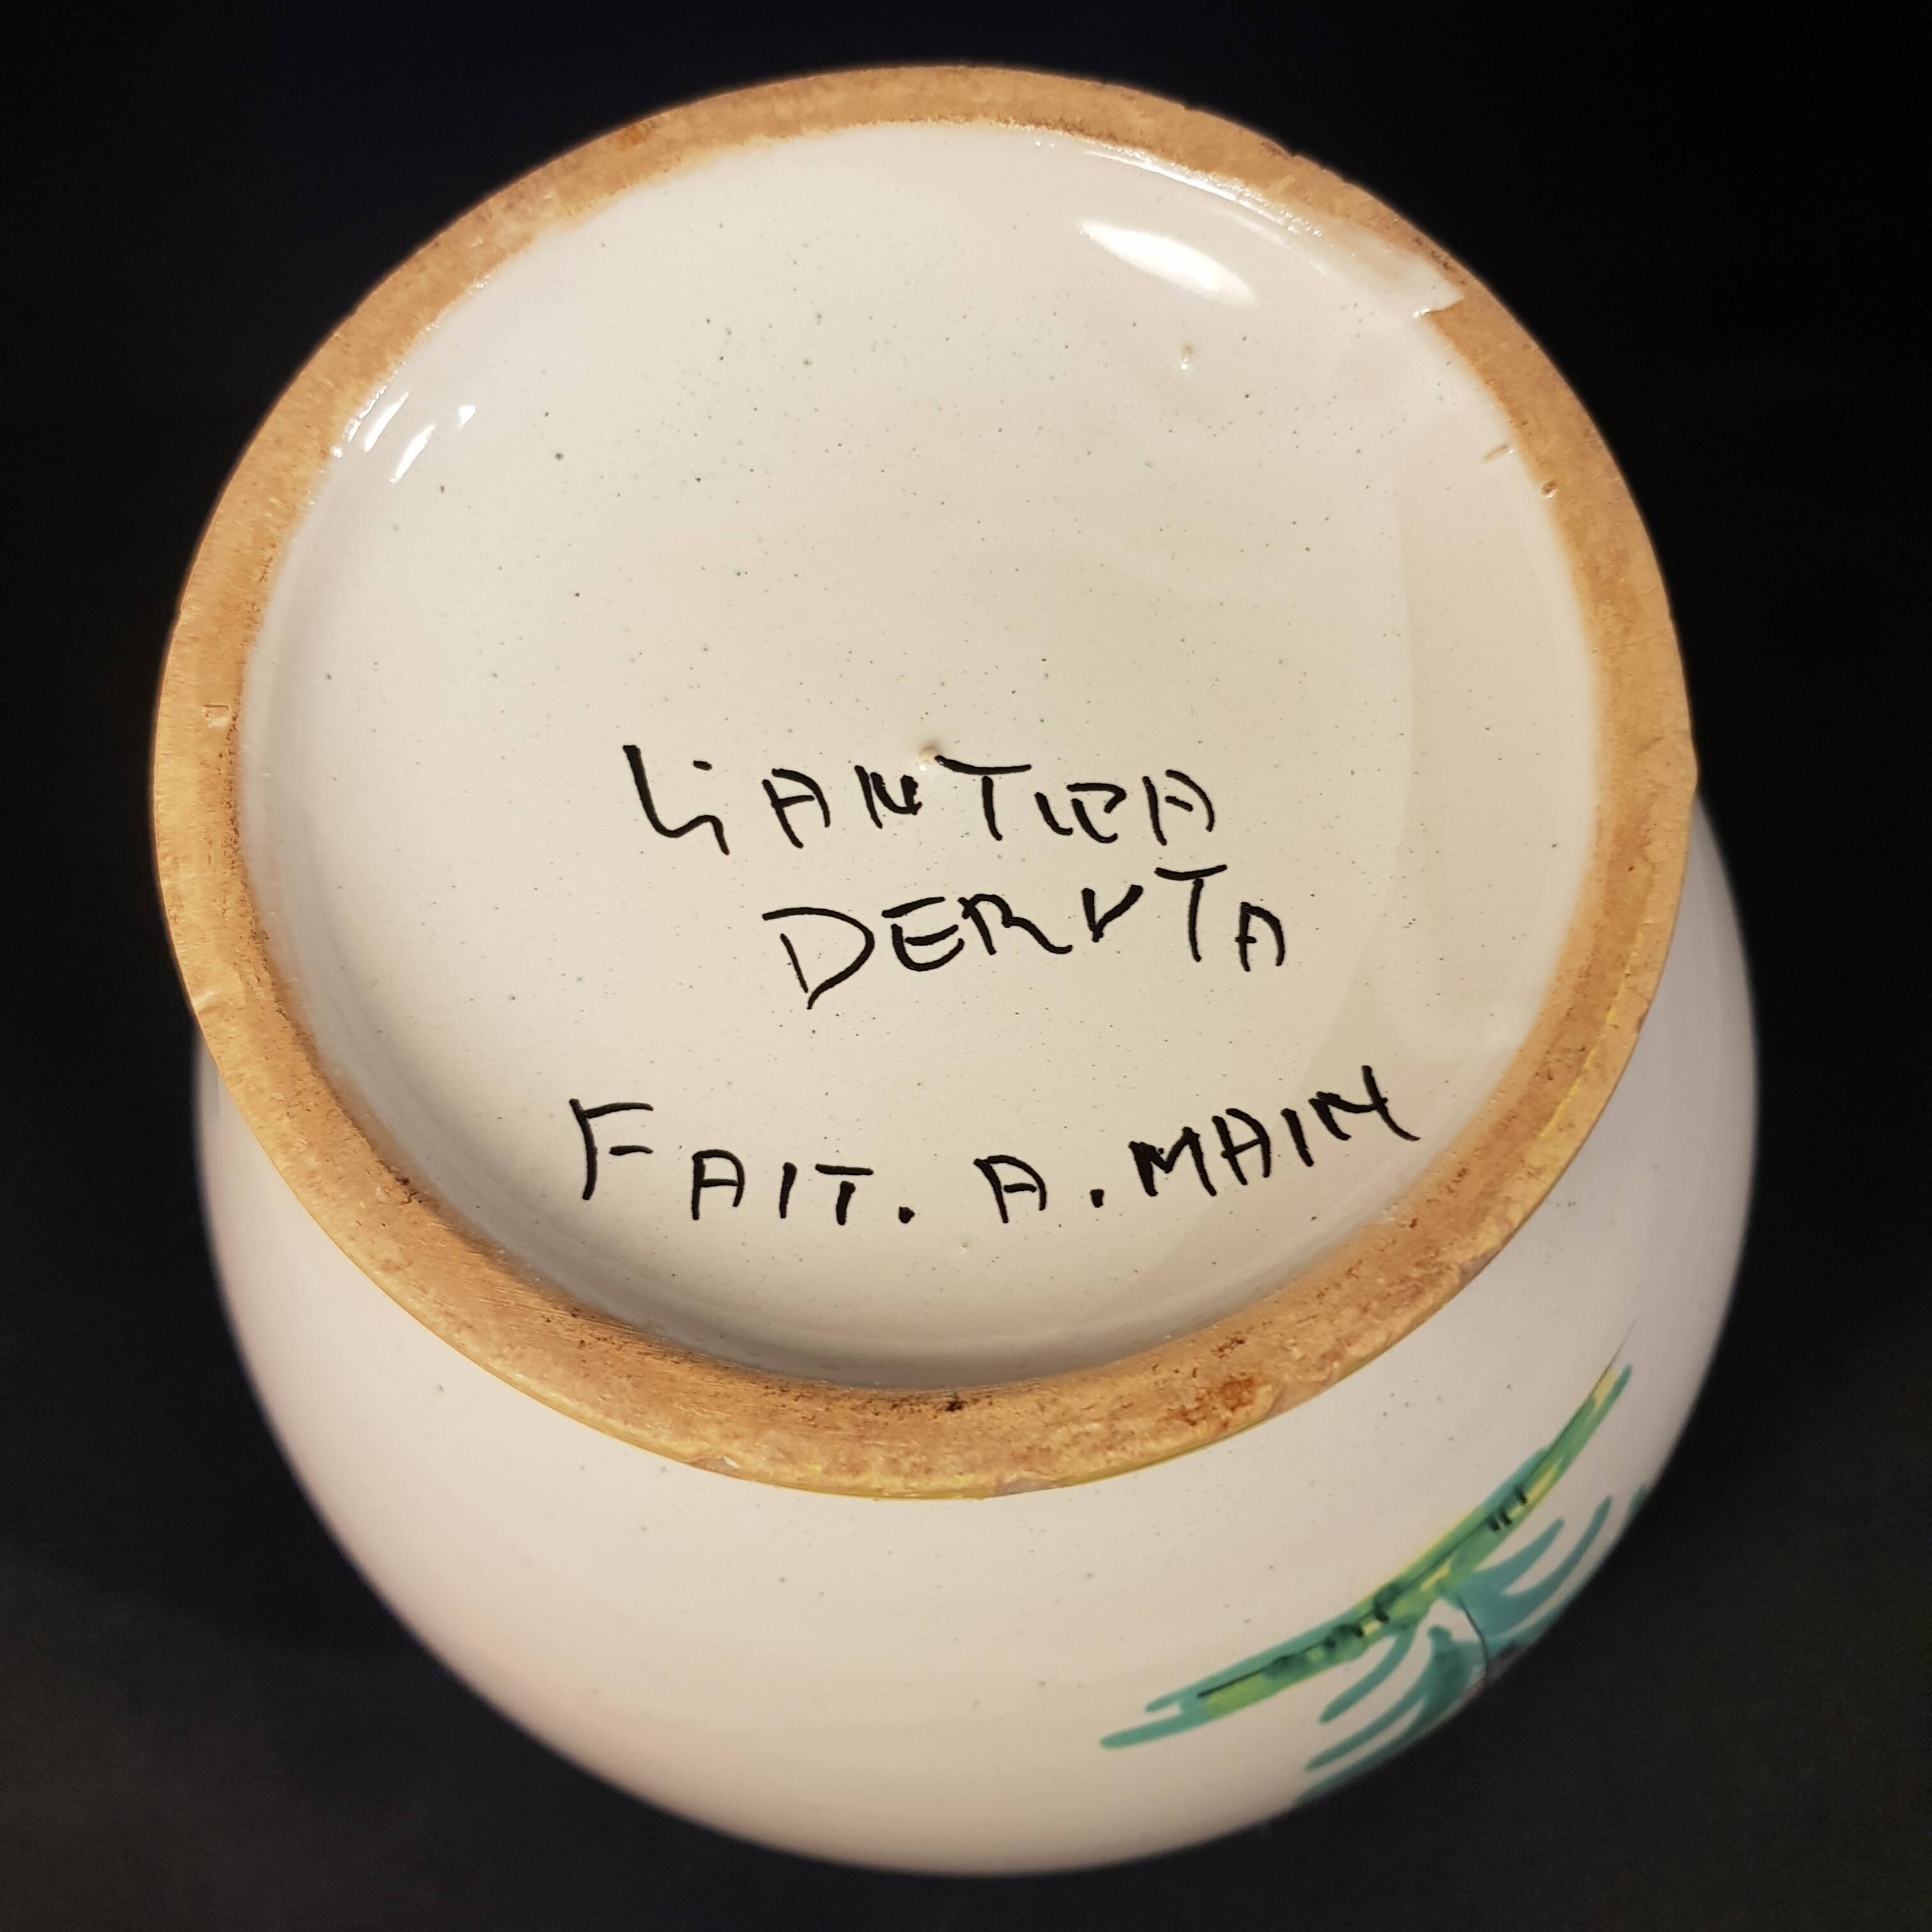 L'ANTICA
DERUTA
FAIT. A. MAIN